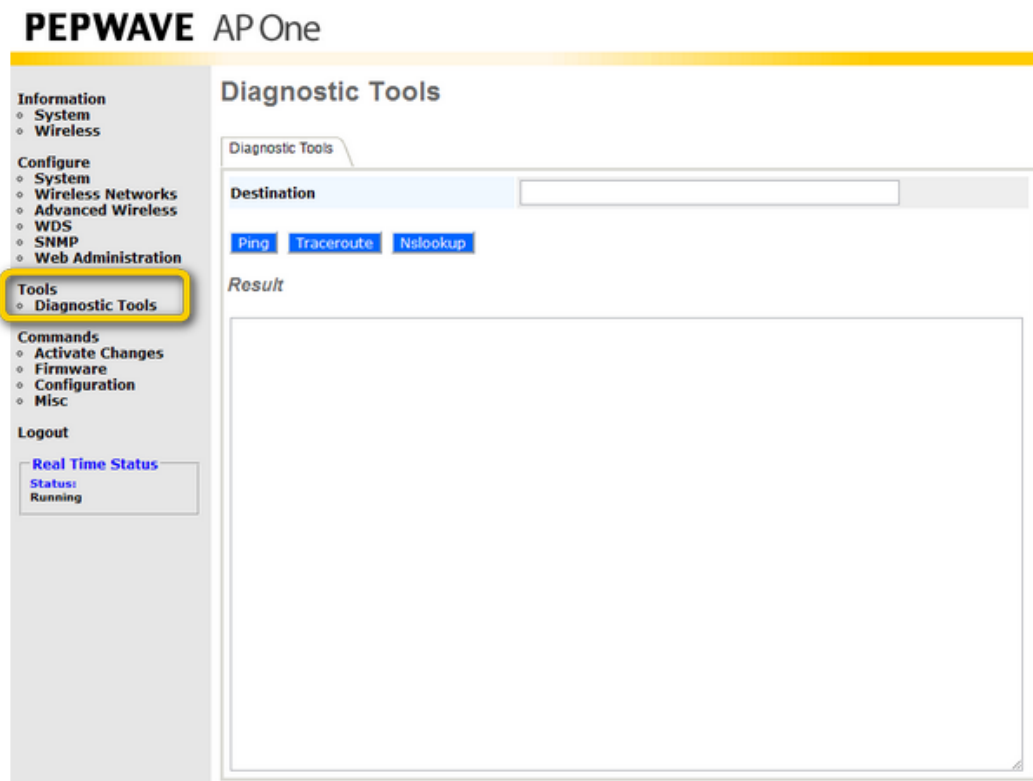 PEPWAVE AP One
Information
System
Wireless
Configure
System
Wireless Networks
Advanced Wireless
WDS
SNMP
Web Administration
Tools
Diagnostic Tools
Commands
Activate Changes
Firmware
Configuration
Misc
Logout
Real Time Status
Status:
Running
Diagnostic Tools
Diagnostic Tools
Destination
Ping Traceroute Nslookup
Result